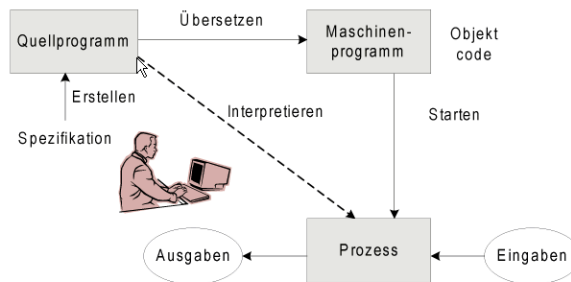 Übersetzen
Quellprogramm
Maschinen-
programm
Objekt
code
Erstellen
Interpretieren
Starten
Spezifikation
Ausgaben
Prozess
Eingaben